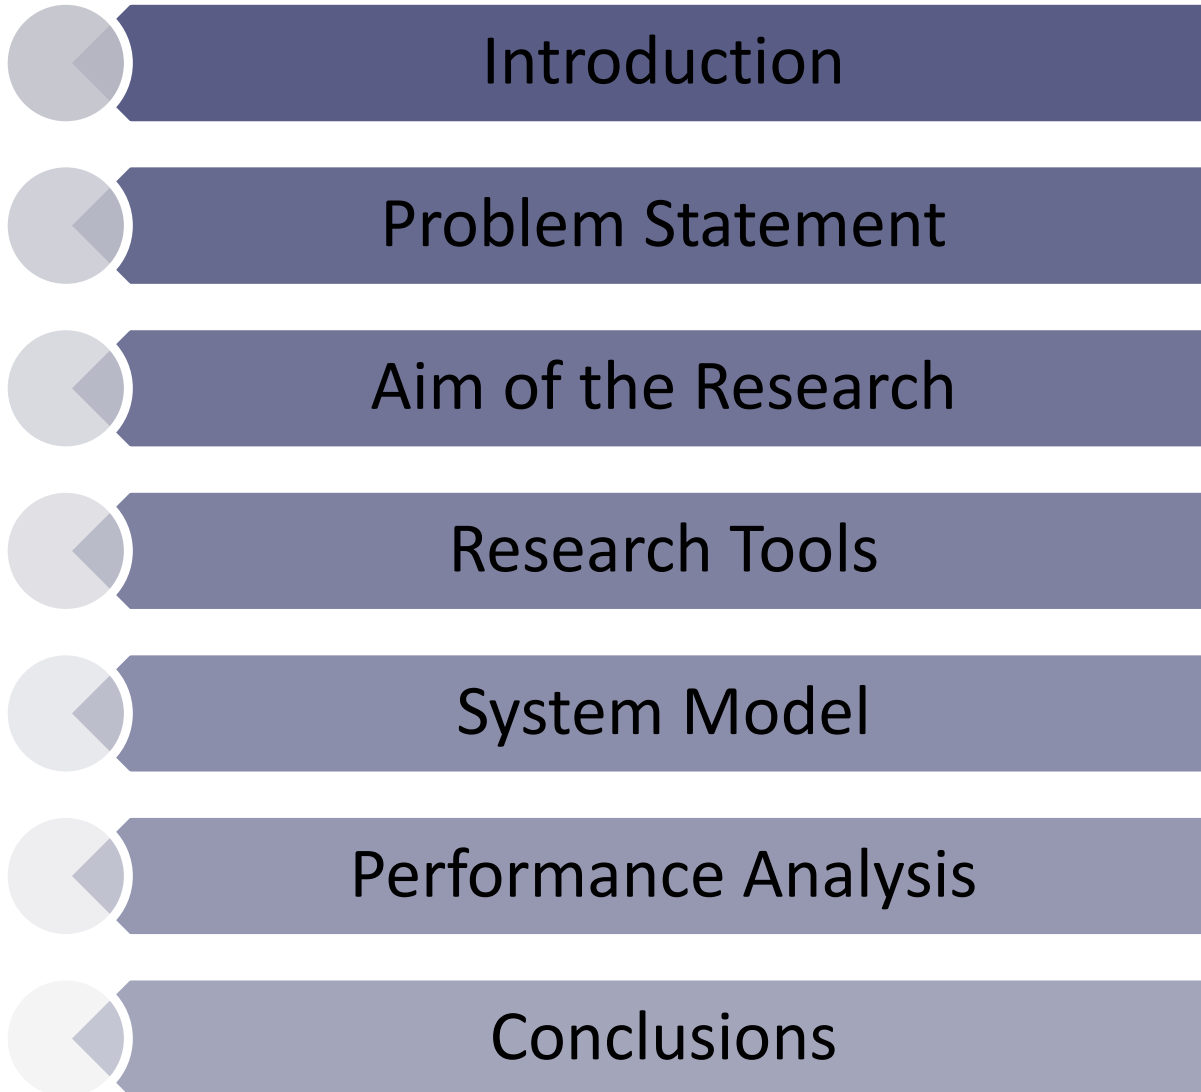 Introduction
Problem Statement
Aim of the Research
Research Tools
System Model
Performance Analysis
Conclusions